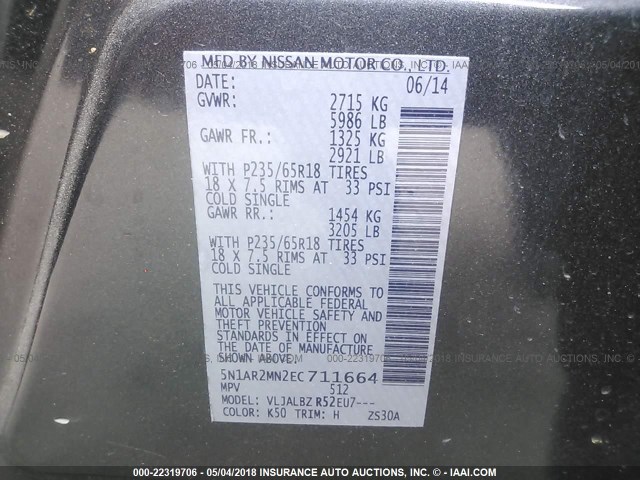 MFD BY NISSAN MOTOR CO., LTD.
DATE: 06/14
GVWR: 2715 KG
5986 LB
GAWR FR.: 1325 KG
2921 LB
WITH P235/65R18 TIRES
18 X 7.5 RIMS AT 33 PSI
COLD SINGLE
GAWR RR.: 1454 KG
3205 LB
WITH P235/65R18 TIRES
18 X 7.5 RIMS AT 33 PSI
COLD SINGLE
THIS VEHICLE CONFORMS TO
ALL APPLICABLE FEDERAL
MOTOR VEHICLE SAFETY AND
THEFT PREVENTION
STANDARDS IN EFFECT ON
THE DATE OF MANUFACTURE
SHOWN ABOVE.
5N1AR2MN2EC711664
MPV 512
MODEL: VLJALBZ R52EU7---
COLOR: K50 TRIM: H ZS30A
000-22319706 - 05/04/2018 - INSURANCE AUTO AUCTIONS, INC. - © IAAI.COM